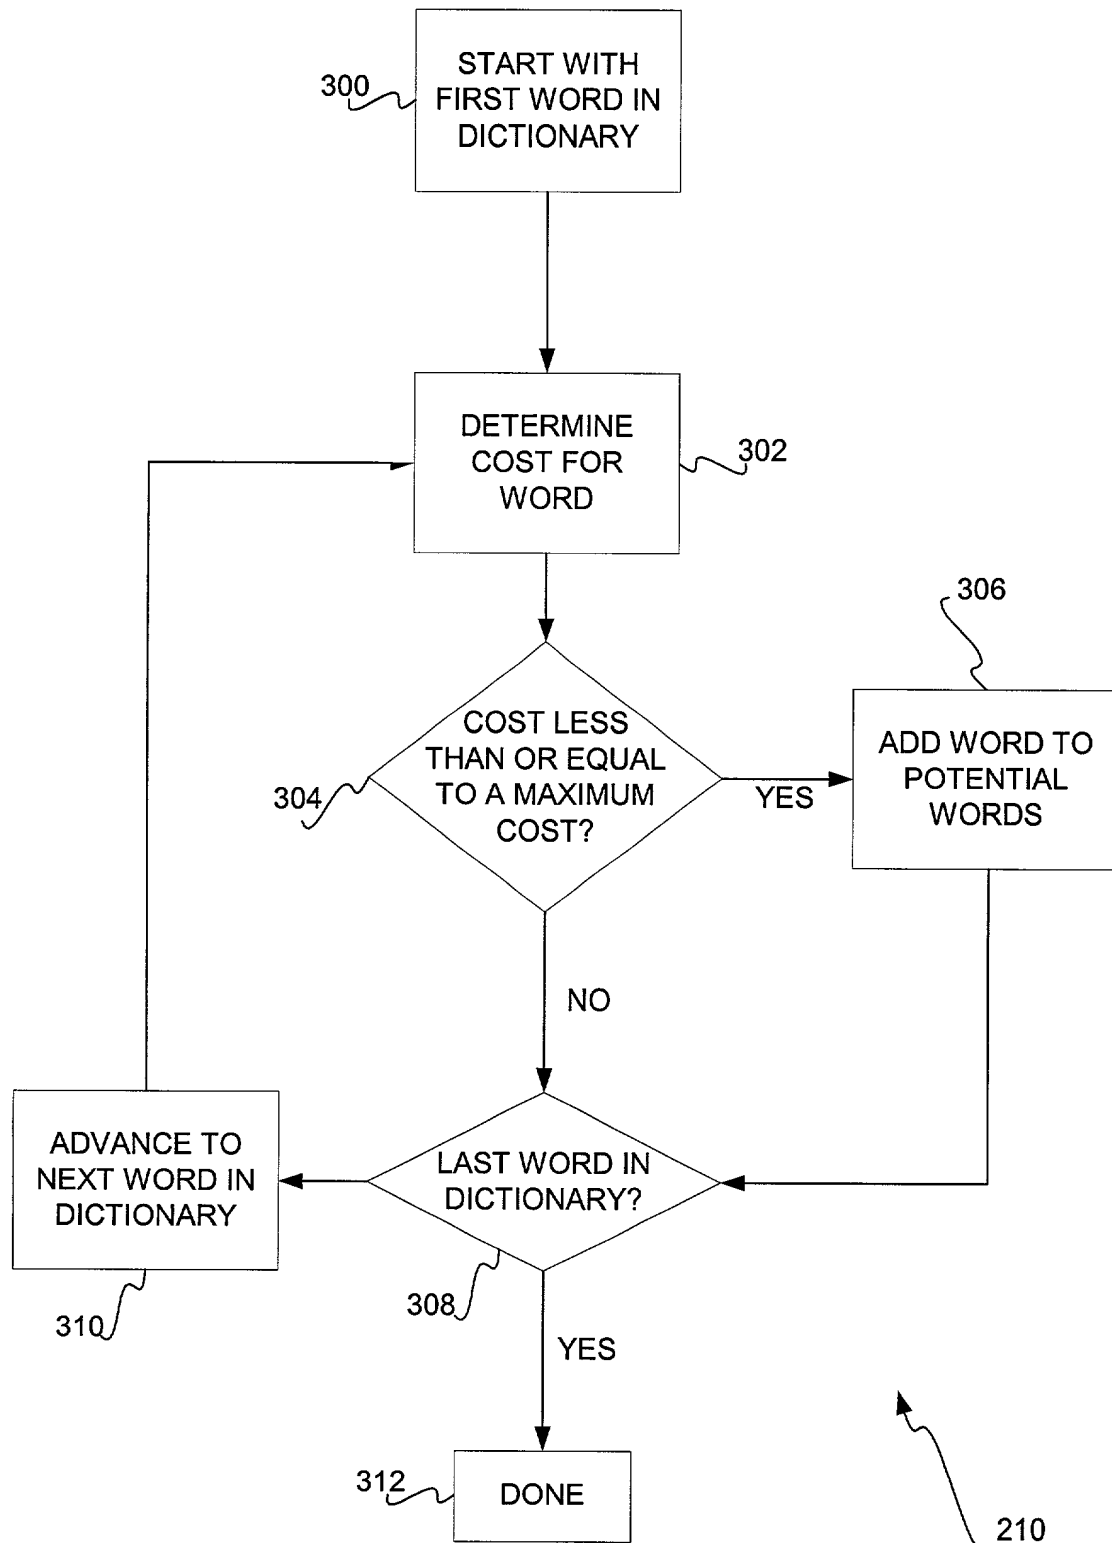 300
START WITH
FIRST WORD IN
DICTIONARY
DETERMINE
COST FOR
WORD
302
304
COST LESS
THAN OR EQUAL
TO A MAXIMUM
COST?
YES
306
ADD WORD TO
POTENTIAL
WORDS
NO
ADVANCE TO
NEXT WORD IN
DICTIONARY
310
LAST WORD IN
DICTIONARY?
308
YES
312
DONE
210